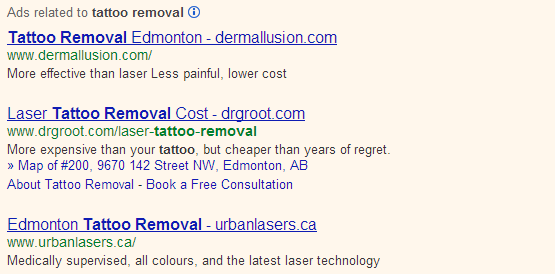 Ads related to tattoo removal
Tattoo Removal Edmonton - dermallusion.com
www.dermallusion.com/
More effective than laser Less painful, lower cost
Laser Tattoo Removal Cost - drgroot.com
www.drgroot.com/laser-tattoo-removal
More expensive than your tattoo, but cheaper than years of regret.
» Map of #200, 9670 142 Street NW, Edmonton, AB
About Tattoo Removal - Book a Free Consultation
Edmonton Tattoo Removal - urbanlasers.ca
www.urbanlasers.ca/
Medically supervised, all colours, and the latest laser technology